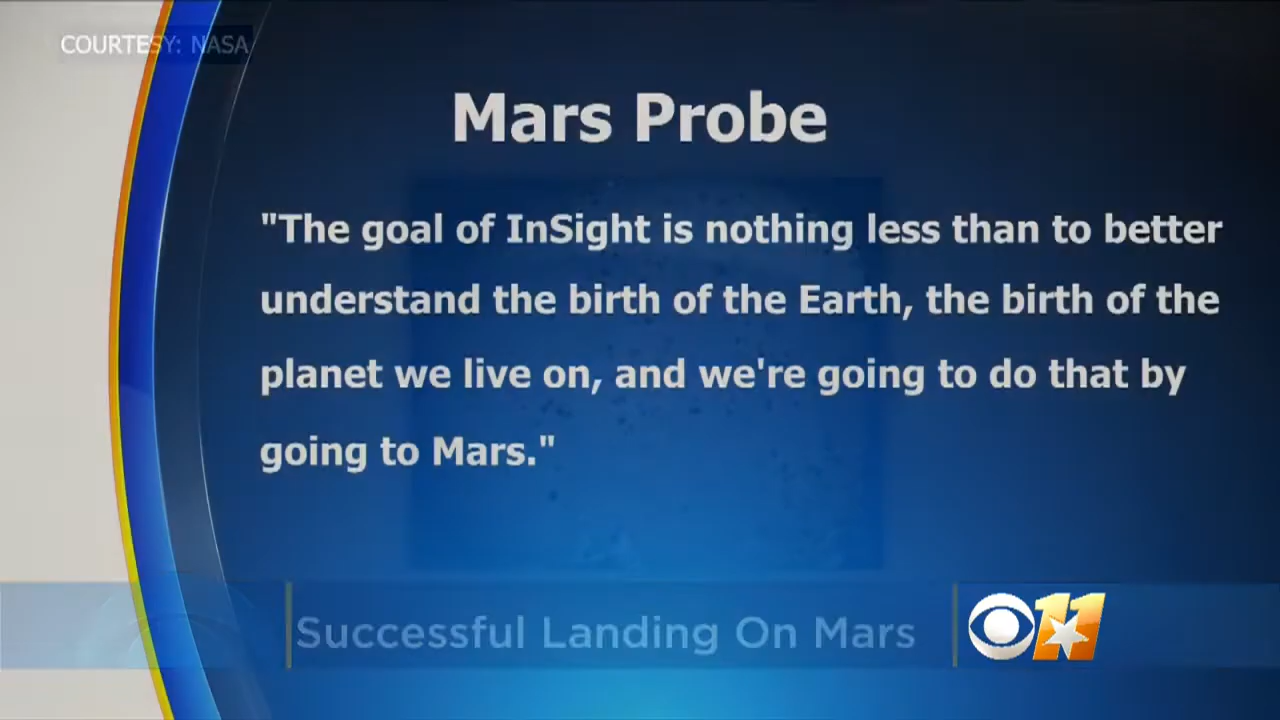 COURTESY: NASA
Mars Probe
"The goal of InSight is nothing less than to better
understand the birth of the Earth, the birth of the
planet we live on, and we're going to do that by
going to Mars."
Successful Landing On Mars
11